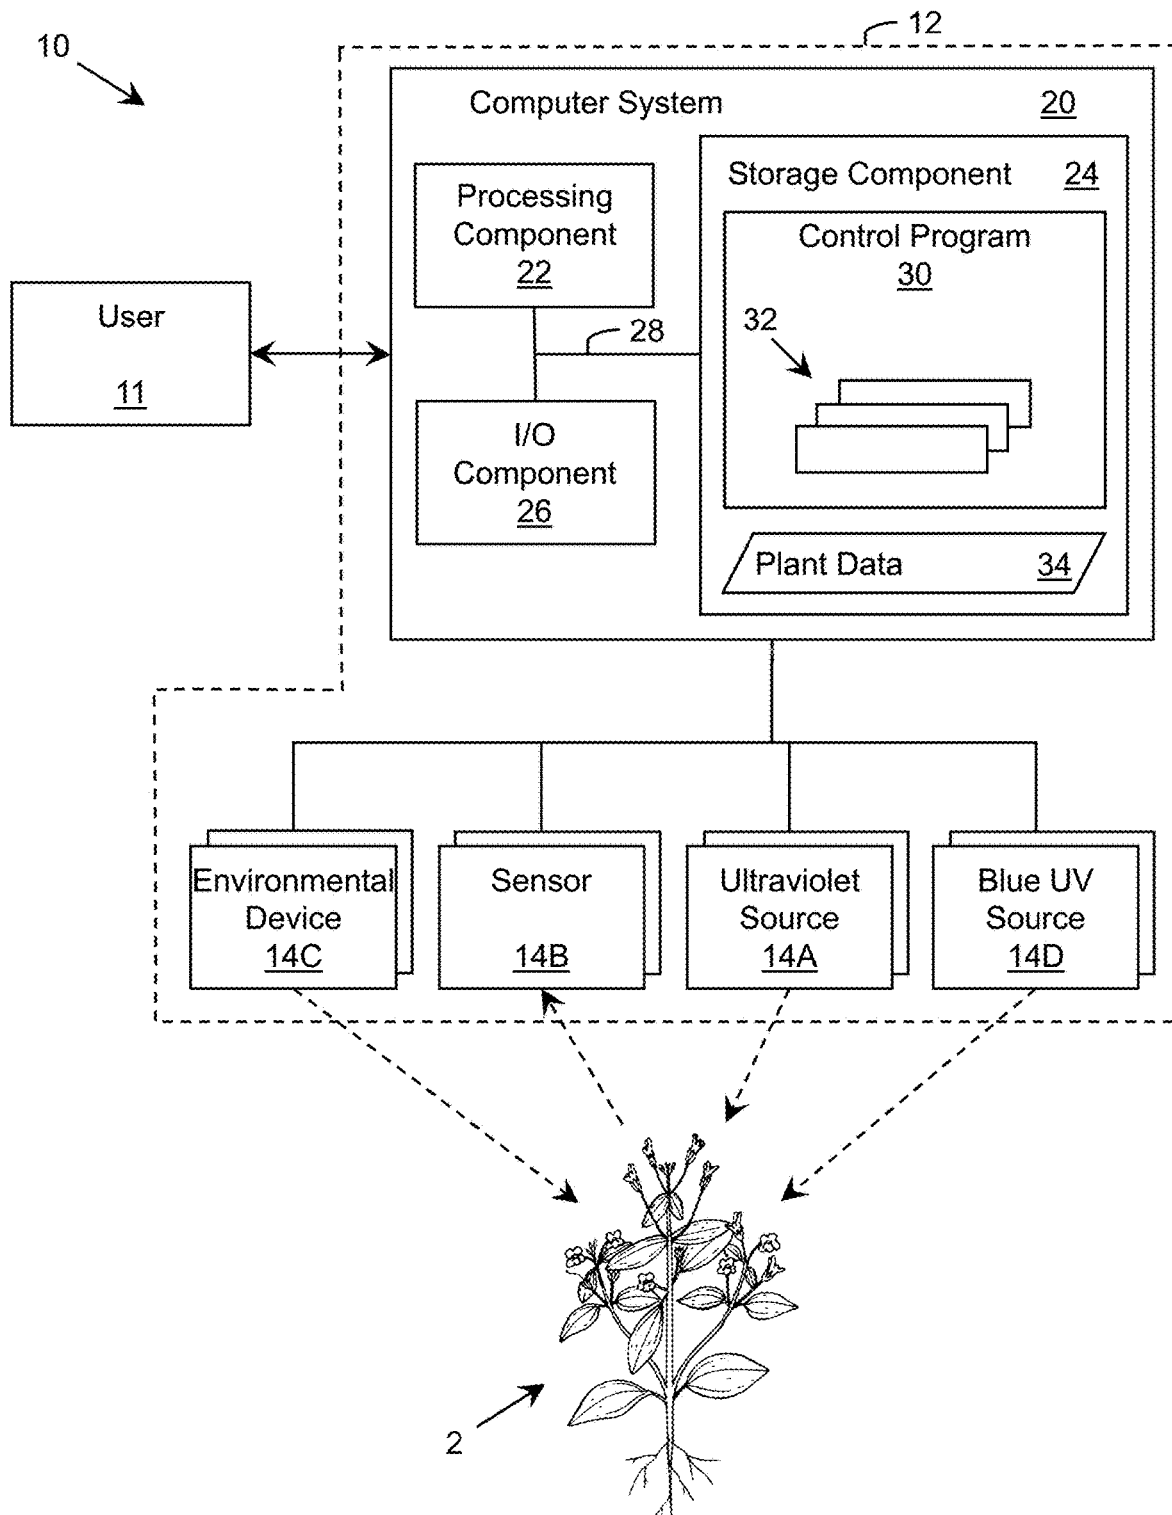 10
12
Computer System 20
Processing
Component
22
Storage Component 24
Control Program
30
User
11
28
32
I/O
Component
26
Plant Data 34
Environmental
Device
14C
Sensor
14B
Ultraviolet
Source
14A
Blue UV
Source
14D
2